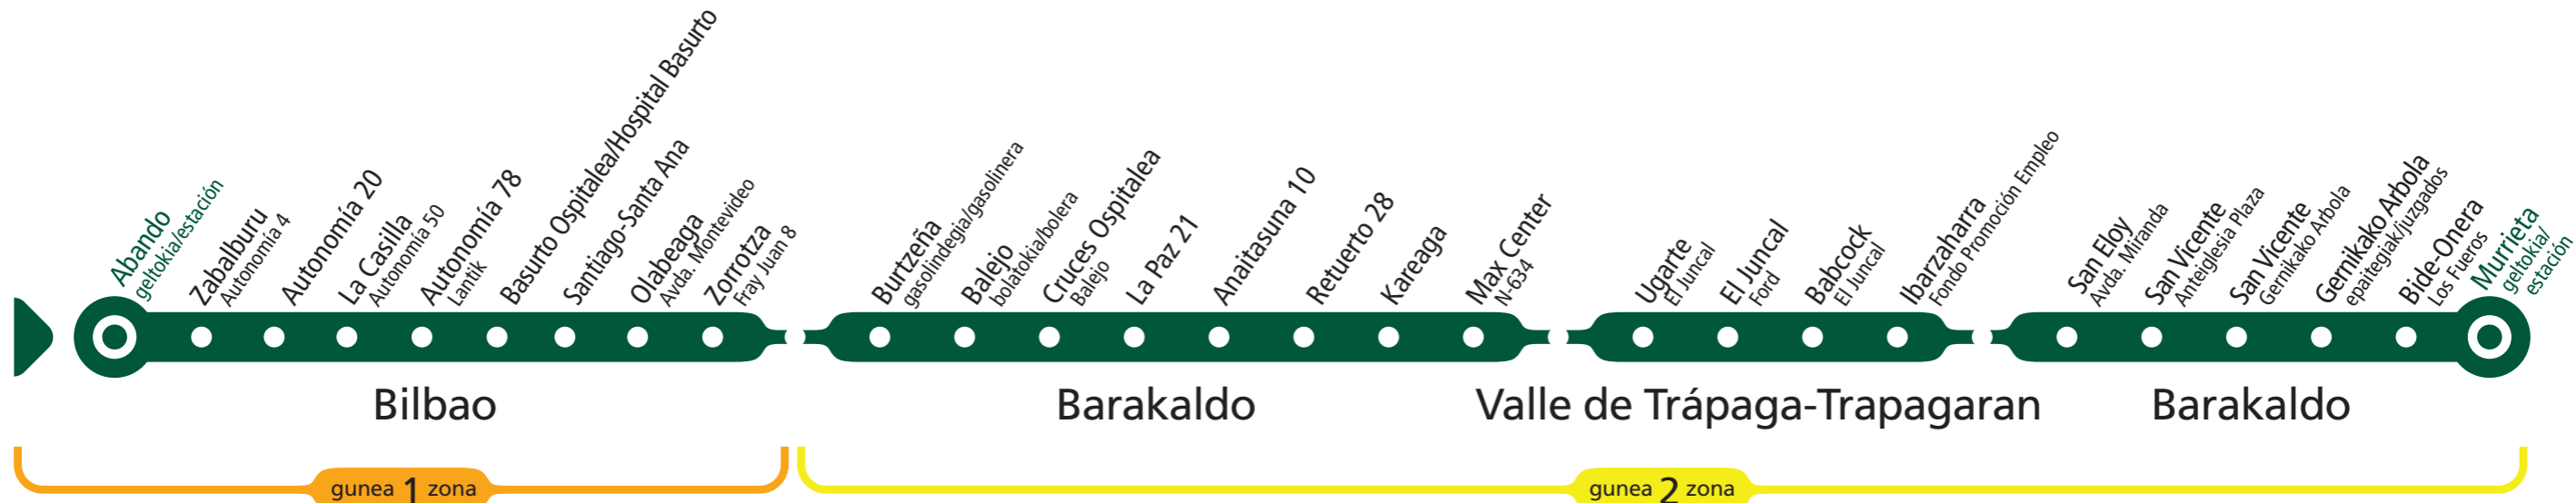 Abando
geltokia/estación
Zabalburu
Autonomía 4
Autonomía 20
La Casilla
Autonomía 50
Autonomía 78
Lantik
Basurto Ospitalea/Hospital Basurto
Santiago-Santa Ana
Olabeaga
Avda. Montevideo
Zorrotza
Fray Juan 8
Burtzeña
gasolindegia/gasolinera
Balejo
bolatokia/bolera
Cruces Ospitalea
Balejo
La Paz 21
Anaitasuna 10
Retuerto 28
Kareaga
Max Center
N-634
Ugarte
El Juncal
El Juncal
Ford
Babcock
El Juncal
Ibarzaharra
Fondo Promoción Empleo
San Eloy
Avda. Miranda
San Vicente
Anteiglesia Plaza
San Vicente
Gernikako Arbola
Gernikako Arbola
epaitegiak/juzgados
Bide-Onera
Los Fueros
Murrieta
geltokia/
estación
Bilbao
Barakaldo
Valle de Trápaga-Trapagaran
Barakaldo
gunea 1 zona
gunea 2 zona